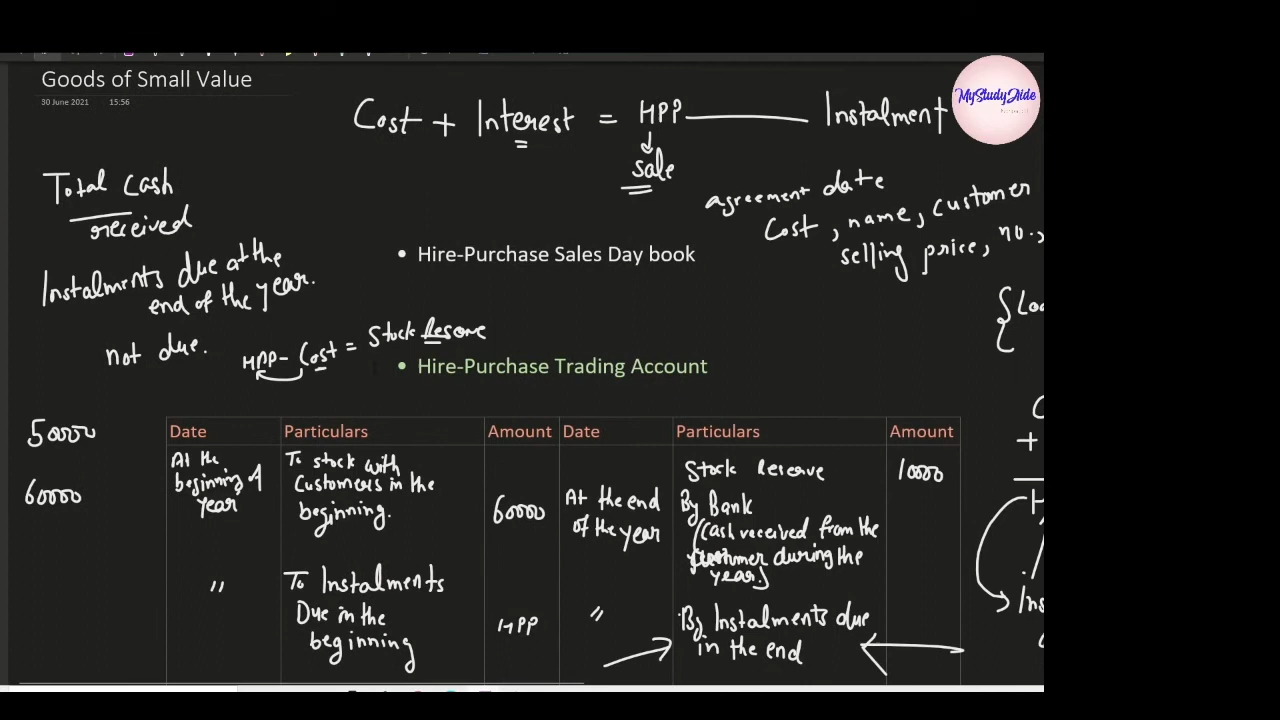 Goods of Small Value
30 June 2021 15:56
MyStudyJide
Cost + Interest = HPP Instalment
sale
Total Cash
received
agreement date
Cost, name, customer
selling price, no.,
Instalments due at the
end of the year.
not due.
• Hire-Purchase Sales Day book
HPP - Cost = Stock Reserve
• Hire-Purchase Trading Account
50000
60000
Date Particulars Amount Date Particulars Amount
At the
beginning of
year
To stock with
Customers in the
beginning.
60000
At the end
of the year
Stock Reserve 10000
By Bank
(Cash received from the
customer during the
year)
"
To Instalments
Due in the
beginning
HPP
"
By Instalments due
in the end